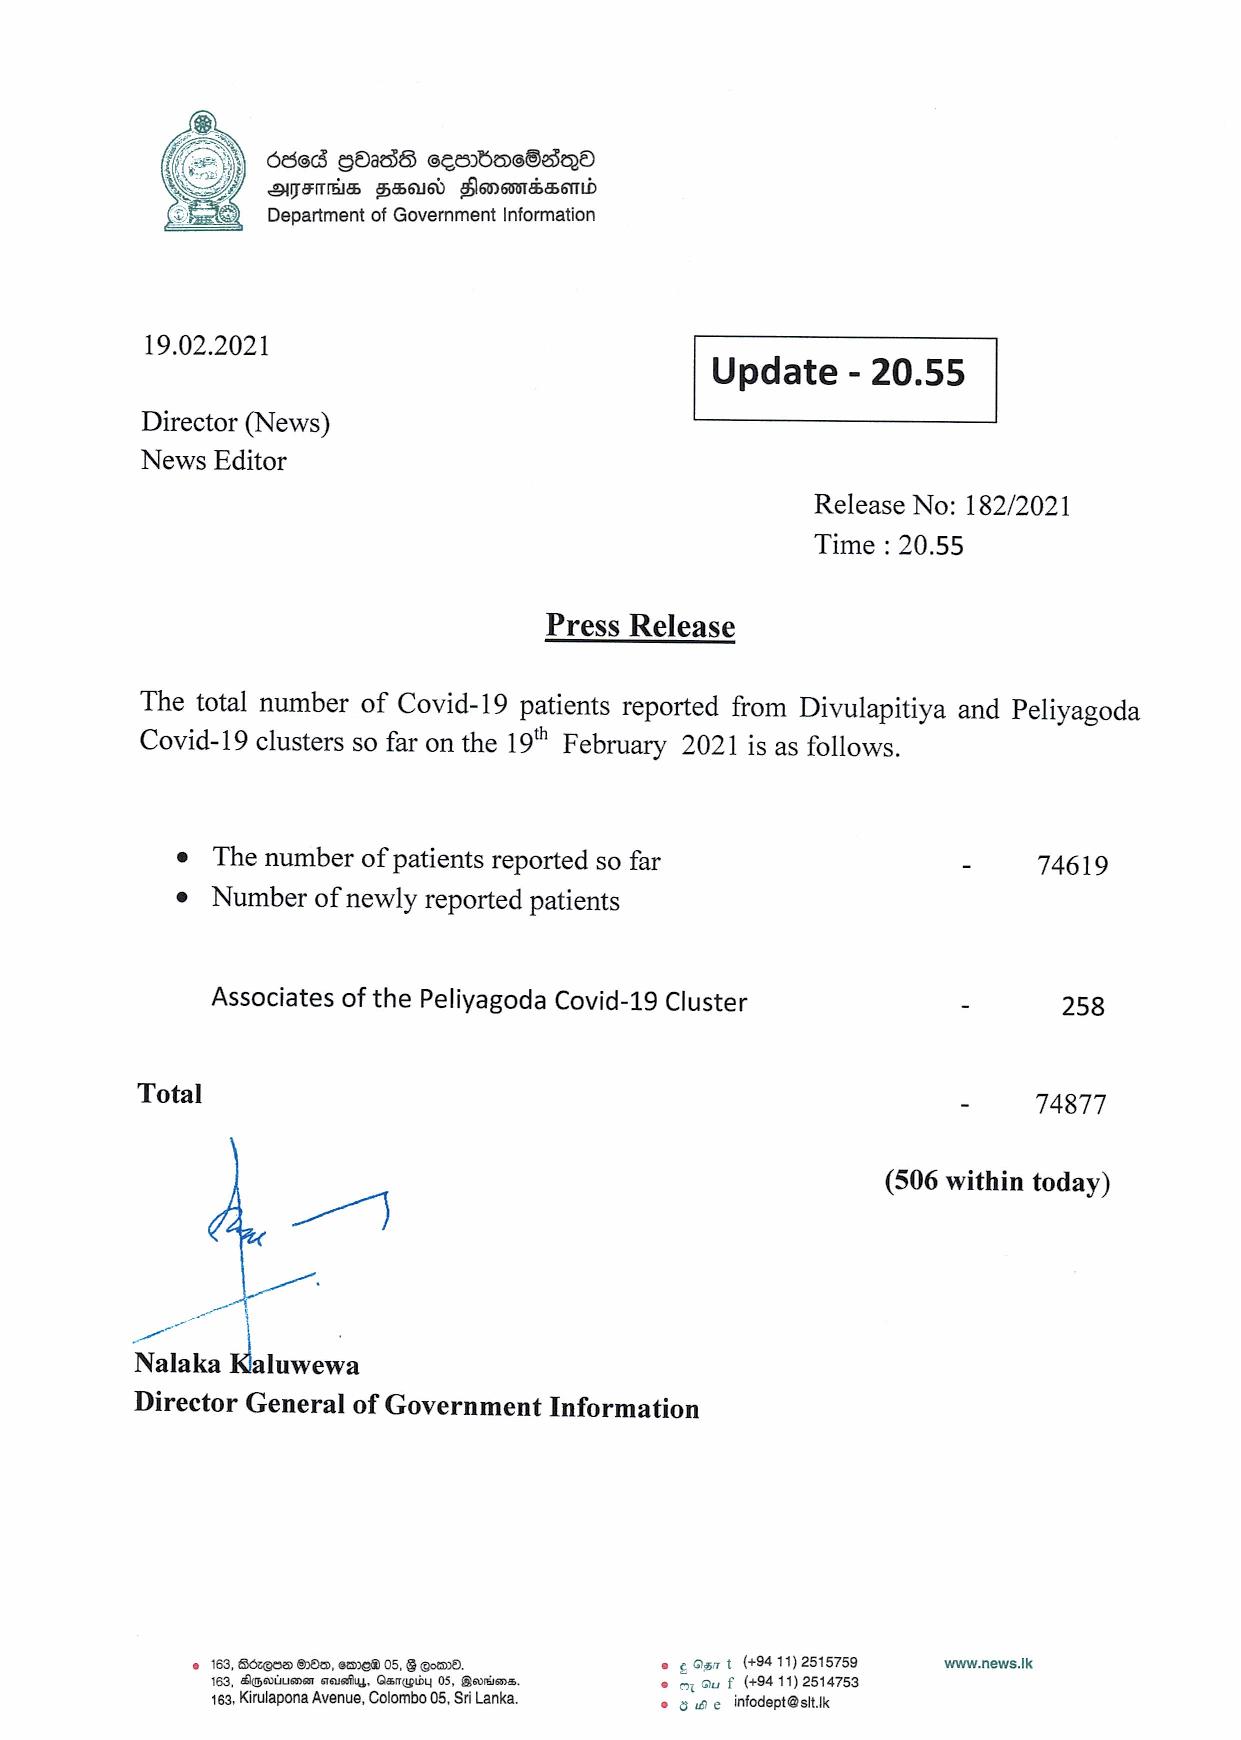 රජයේ ප්‍රවෘත්ති දෙපාර්තමේන්තුව
அரசாங்க தகவல் திணைக்களம்
Department of Government Information
19.02.2021
Update - 20.55
Director (News)
News Editor
Release No: 182/2021
Time : 20.55
Press Release
The total number of Covid-19 patients reported from Divulapitiya and Peliyagoda
Covid-19 clusters so far on the 19th February 2021 is as follows.
• The number of patients reported so far - 74619
• Number of newly reported patients
Associates of the Peliyagoda Covid-19 Cluster - 258
Total - 74877
(506 within today)
Nalaka Kaluwewa
Director General of Government Information
• 163, කිරුලපන මාවත, කොළඹ 05, ශ්‍රී ලංකාව.
163, கிருலப்பனை எவனியூ, கொழும்பு 05, இலங்கை.
163, Kirulapona Avenue, Colombo 05, Sri Lanka.
• දු தொ t (+94 11) 2515759
• ෆැ பெ f (+94 11) 2514753
• ඊ மி e infodept@slt.lk
www.news.lk